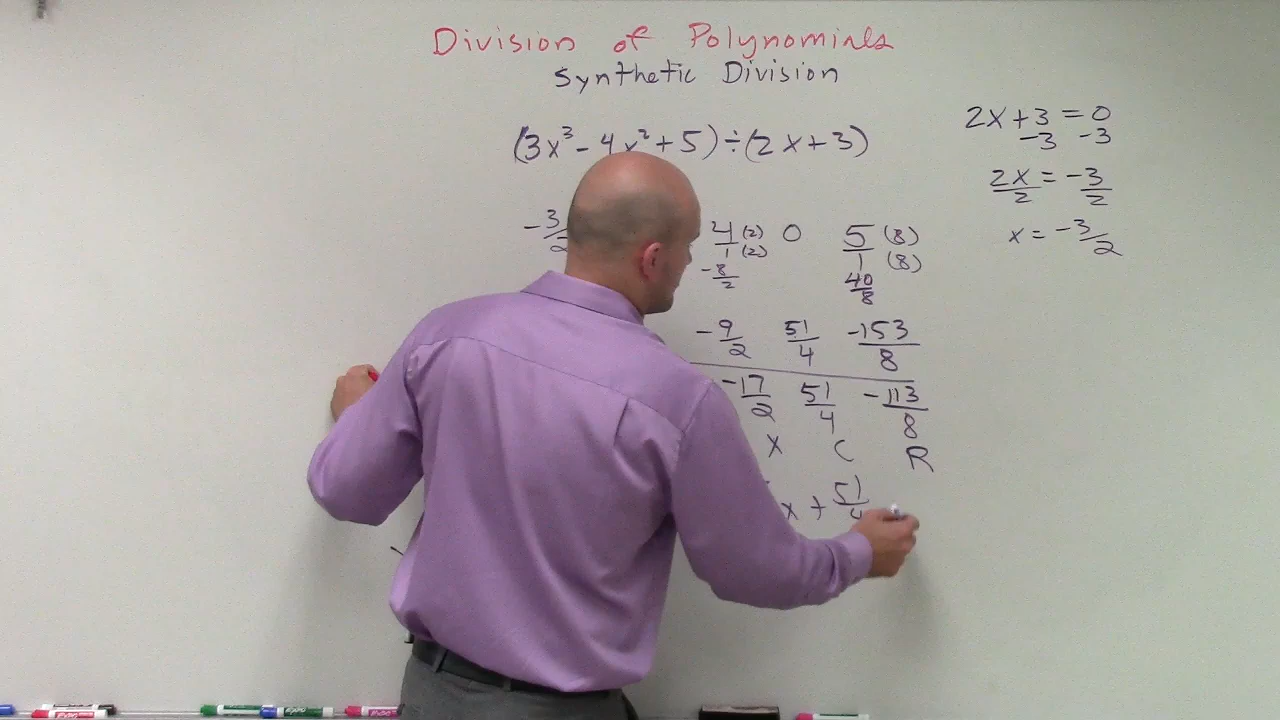 Division of Polynomials
Synthetic Division
(3x³ - 4x² + 5) ÷ (2x + 3)
2x + 3 = 0
-3 -3
2x/2 = -3/2
x = -3/2
-3/2 4/1 (2)/(2) 0 5/1 (8)/(8)
-8/2 40/8
-9/2 51/4 -153/8
-17/2 51/4 -113/8
x C R
x + 51/4